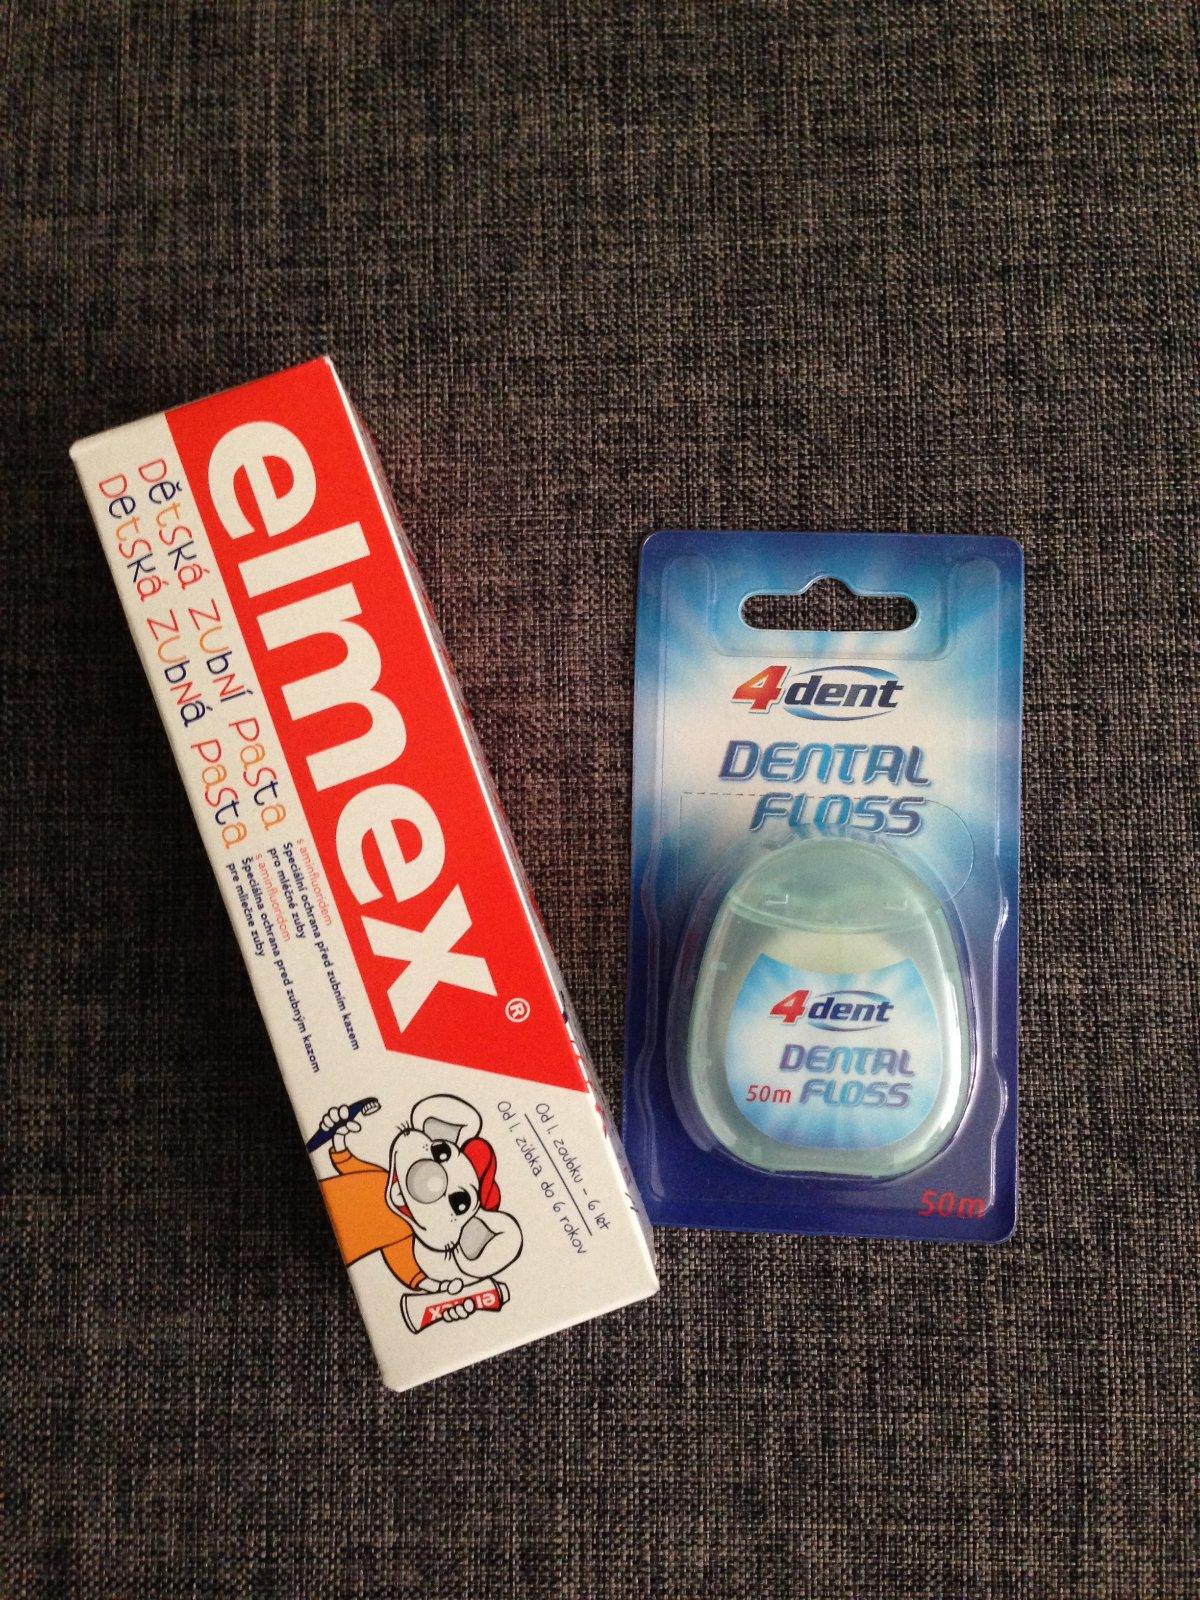 elmex®
Dětská zubní pasta
Detská zubná pasta
s aminfluoridem
Speciální ochrana před zubním kazem
pro mléčné zuby
s aminfluoridom
Špeciálna ochrana pred zubným kazom
pre mliečne zuby
Od 1. zoubku - 6 let
Od 1. zúbka do 6 rokov
4dent
DENTAL
FLOSS
4dent
DENTAL
50m FLOSS
50m